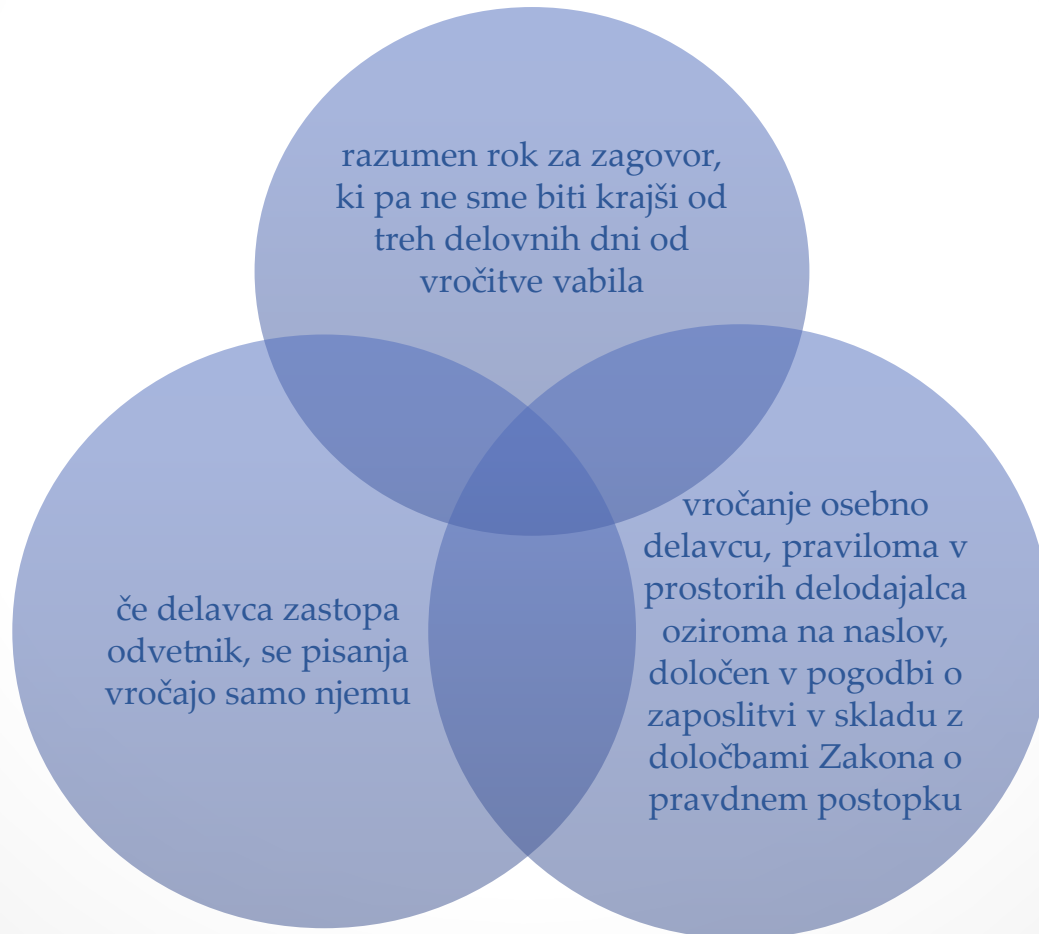 razumen rok za zagovor,
ki pa ne sme biti krajši od
treh delovnih dni od
vročitve vabila
če delavca zastopa
odvetnik, se pisanja
vročajo samo njemu
vročanje osebno
delavcu, praviloma v
prostorih delodajalca
oziroma na naslov,
določen v pogodbi o
zaposlitvi v skladu z
določbami Zakona o
pravdnem postopku